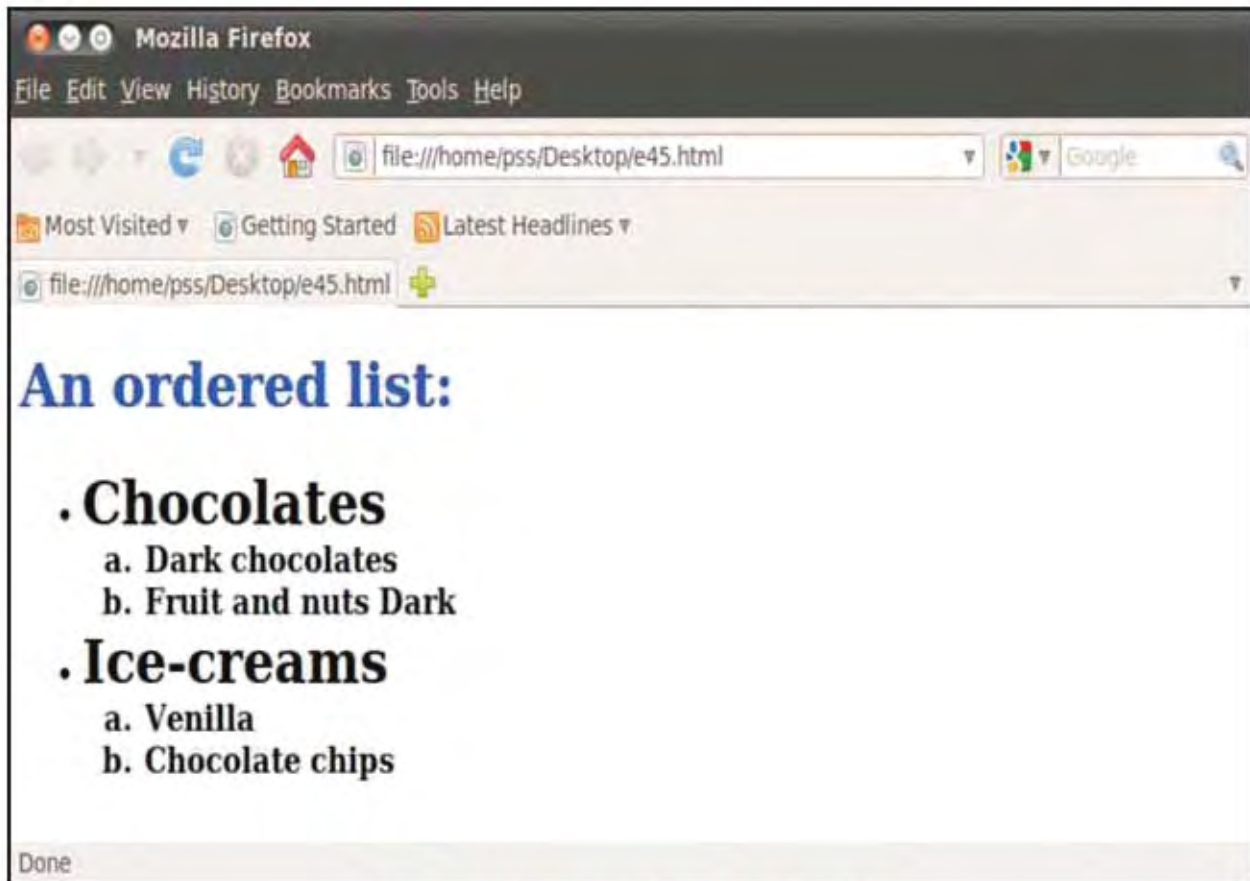 Mozilla Firefox
File Edit View History Bookmarks Tools Help
file:///home/pss/Desktop/e45.html Google
Most Visited Getting Started Latest Headlines
file:///home/pss/Desktop/e45.html
An ordered list:
• Chocolates
a. Dark chocolates
b. Fruit and nuts Dark
• Ice-creams
a. Venilla
b. Chocolate chips
Done